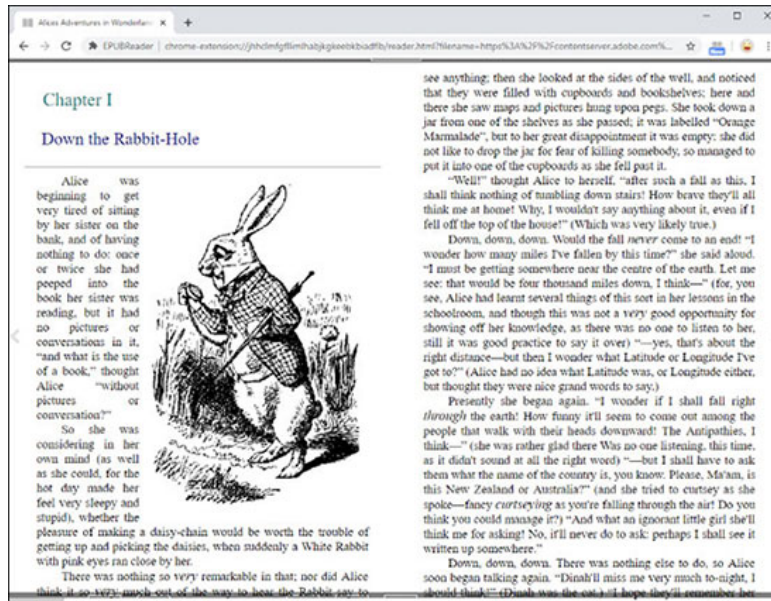 Alices Adventures in Wonderlan
EPUBReader | chrome-extension://jhhclmfgfllimlhabjkgkeebkbiadflb/reader.html?filename=https%3A%2F%2Fcontentserver.adobe.com%...
Chapter I
Down the Rabbit-Hole
Alice was
beginning to get
very tired of sitting
by her sister on the
bank, and of having
nothing to do: once
or twice she had
peeped into the
book her sister was
reading, but it had
no pictures or
conversations in it,
“and what is the use
of a book,” thought
Alice “without
pictures or
conversation?”
So she was
considering in her
own mind (as well
as she could, for the
hot day made her
feel very sleepy and
stupid), whether the
pleasure of making a daisy-chain would be worth the trouble of
getting up and picking the daisies, when suddenly a White Rabbit
with pink eyes ran close by her.
There was nothing so very remarkable in that; nor did Alice
think it so very much out of the way to hear the Rabbit say to
see anything; then she looked at the sides of the well, and noticed
that they were filled with cupboards and bookshelves; here and
there she saw maps and pictures hung upon pegs. She took down a
jar from one of the shelves as she passed; it was labelled “Orange
Marmalade”, but to her great disappointment it was empty: she did
not like to drop the jar for fear of killing somebody, so managed to
put it into one of the cupboards as she fell past it.
“Well!” thought Alice to herself, “after such a fall as this, I
shall think nothing of tumbling down stairs! How brave they'll all
think me at home! Why, I wouldn't say anything about it, even if I
fell off the top of the house!” (Which was very likely true.)
Down, down, down. Would the fall never come to an end! “I
wonder how many miles I've fallen by this time?” she said aloud.
“I must be getting somewhere near the centre of the earth. Let me
see: that would be four thousand miles down, I think—” (for, you
see, Alice had learnt several things of this sort in her lessons in the
schoolroom, and though this was not a very good opportunity for
showing off her knowledge, as there was no one to listen to her,
still it was good practice to say it over) “—yes, that's about the
right distance—but then I wonder what Latitude or Longitude I've
got to?” (Alice had no idea what Latitude was, or Longitude either,
but thought they were nice grand words to say.)
Presently she began again. “I wonder if I shall fall right
through the earth! How funny it'll seem to come out among the
people that walk with their heads downward! The Antipathies, I
think—” (she was rather glad there Was no one listening, this time,
as it didn't sound at all the right word) “—but I shall have to ask
them what the name of the country is, you know. Please, Ma'am, is
this New Zealand or Australia?” (and she tried to curtsey as she
spoke—fancy curtseying as you're falling through the air! Do you
think you could manage it?) “And what an ignorant little girl she'll
think me for asking! No, it'll never do to ask: perhaps I shall see it
written up somewhere.”
Down, down, down. There was nothing else to do, so Alice
soon began talking again. “Dinah'll miss me very much to-night, I
should think!” (Dinah was the cat.) “I hope they'll remember her